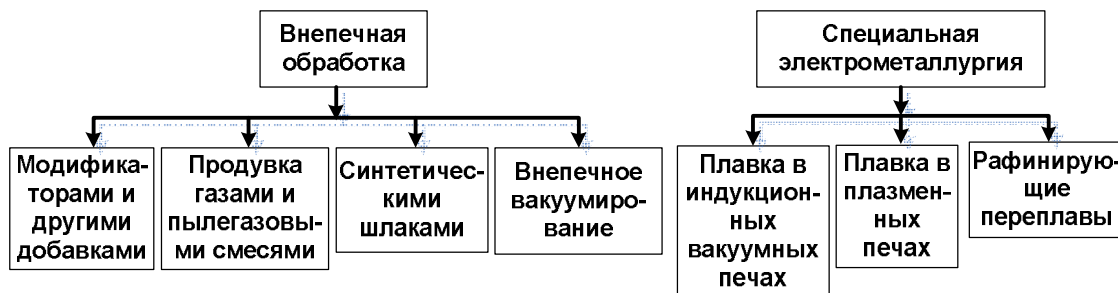 Внепечная
обработка
Специальная
электрометаллургия
Модифика-
торами и
другими
добавками
Продувка
газами и
пылегазовы-
ми смесями
Синтетичес-
кими
шлаками
Внепечное
вакуумиро-
вание
Плавка в
индукцион-
ных
вакуумных
печах
Плавка в
плазмен-
ных
печах
Рафинирую-
щие
переплавы